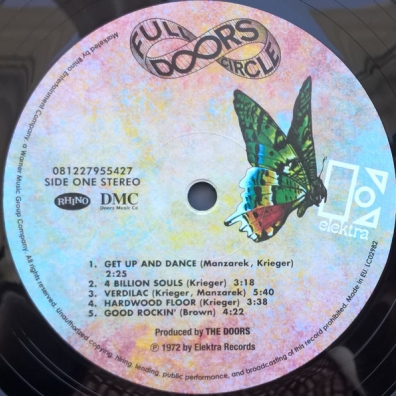 FULL
DOORS
CIRCLE
Marketed by Rhino Entertainment Company, a Warner Music Group Company.
081227955427
SIDE ONE STEREO
RHINO
DMC
elektra
1. GET UP AND DANCE (Manzarek, Krieger)
2:25
2. 4 BILLION SOULS (Krieger) 3:18
3. VERDILAC (Krieger, Manzarek) 5:40
4. HARDWOOD FLOOR (Krieger) 3:38
5. GOOD ROCKIN' (Brown) 4:22
Produced by THE DOORS
℗ 1972 by Elektra Records
All rights reserved. Unauthorized copying, hiring, lending, public performance, and broadcasting of this record prohibited. Made in EU. LC02982